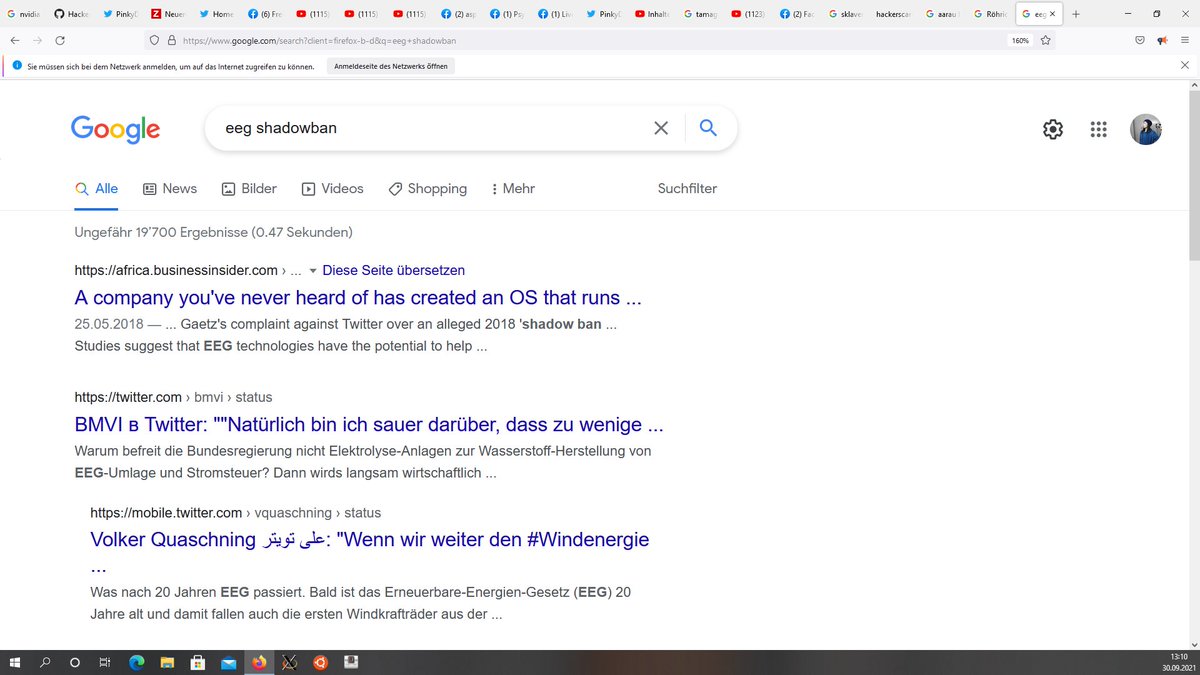 nvidia
Hacke
PinkyD
Neuer
Home
(6) Fre
(1115)
(1115)
(1115)
(2) asp
(1) Psy
(1) Live
PinkyD
Inhalte
tamag
(1123)
(2) Fac
sklave
hackerscan
aarau
Röhric
eeg
https://www.google.com/search?client=firefox-b-d&q=eeg+shadowban
160%
Sie müssen sich bei dem Netzwerk anmelden, um auf das Internet zugreifen zu können. Anmeldeseite des Netzwerks öffnen
Google
eeg shadowban
Alle News Bilder Videos Shopping Mehr Suchfilter
Ungefähr 19’700 Ergebnisse (0.47 Sekunden)
https://africa.businessinsider.com › ... Diese Seite übersetzen
A company you've never heard of has created an OS that runs ...
25.05.2018 — ... Gaetz's complaint against Twitter over an alleged 2018 'shadow ban ...
Studies suggest that EEG technologies have the potential to help ...
https://twitter.com › bmvi › status
BMVI в Twitter: ""Natürlich bin ich sauer darüber, dass zu wenige ...
Warum befreit die Bundesregierung nicht Elektrolyse-Anlagen zur Wasserstoff-Herstellung von
EEG-Umlage und Stromsteuer? Dann wirds langsam wirtschaftlich ...
https://mobile.twitter.com › vquaschning › status
Volker Quaschning على تويتر: "Wenn wir weiter den #Windenergie
...
Was nach 20 Jahren EEG passiert. Bald ist das Erneuerbare-Energien-Gesetz (EEG) 20
Jahre alt und damit fallen auch die ersten Windkrafträder aus der ...
13:10
30.09.2021